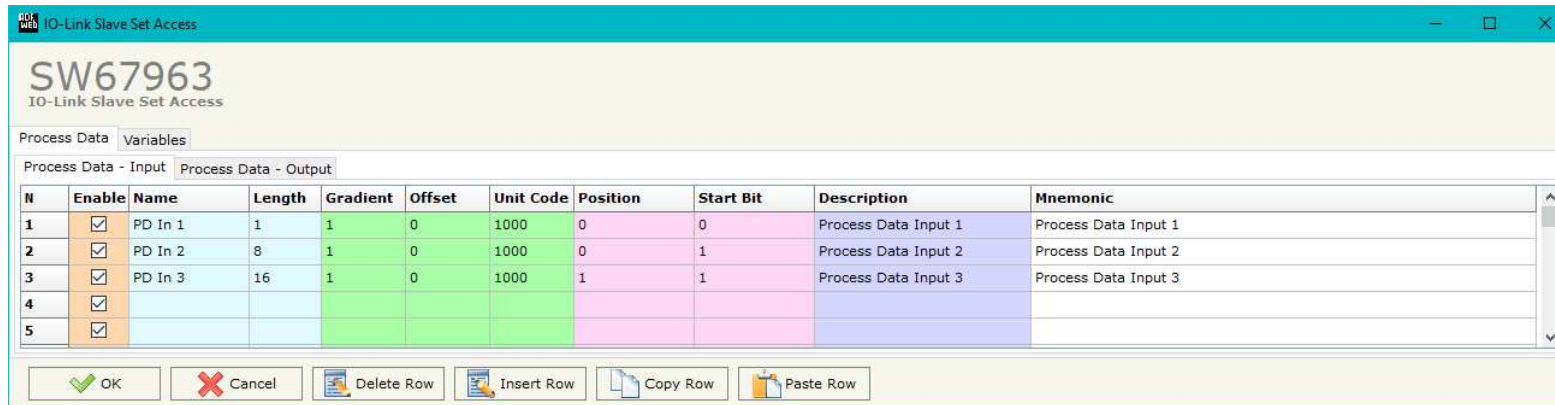 ADF WEB IO-Link Slave Set Access
SW67963
IO-Link Slave Set Access
Process Data Variables
Process Data - Input Process Data - Output
N Enable Name Length Gradient Offset Unit Code Position Start Bit Description Mnemonic
1 PD In 1 1 1 0 1000 0 0 Process Data Input 1 Process Data Input 1
2 PD In 2 8 1 0 1000 0 1 Process Data Input 2 Process Data Input 2
3 PD In 3 16 1 0 1000 1 1 Process Data Input 3 Process Data Input 3
4
5
OK Cancel Delete Row Insert Row Copy Row Paste Row